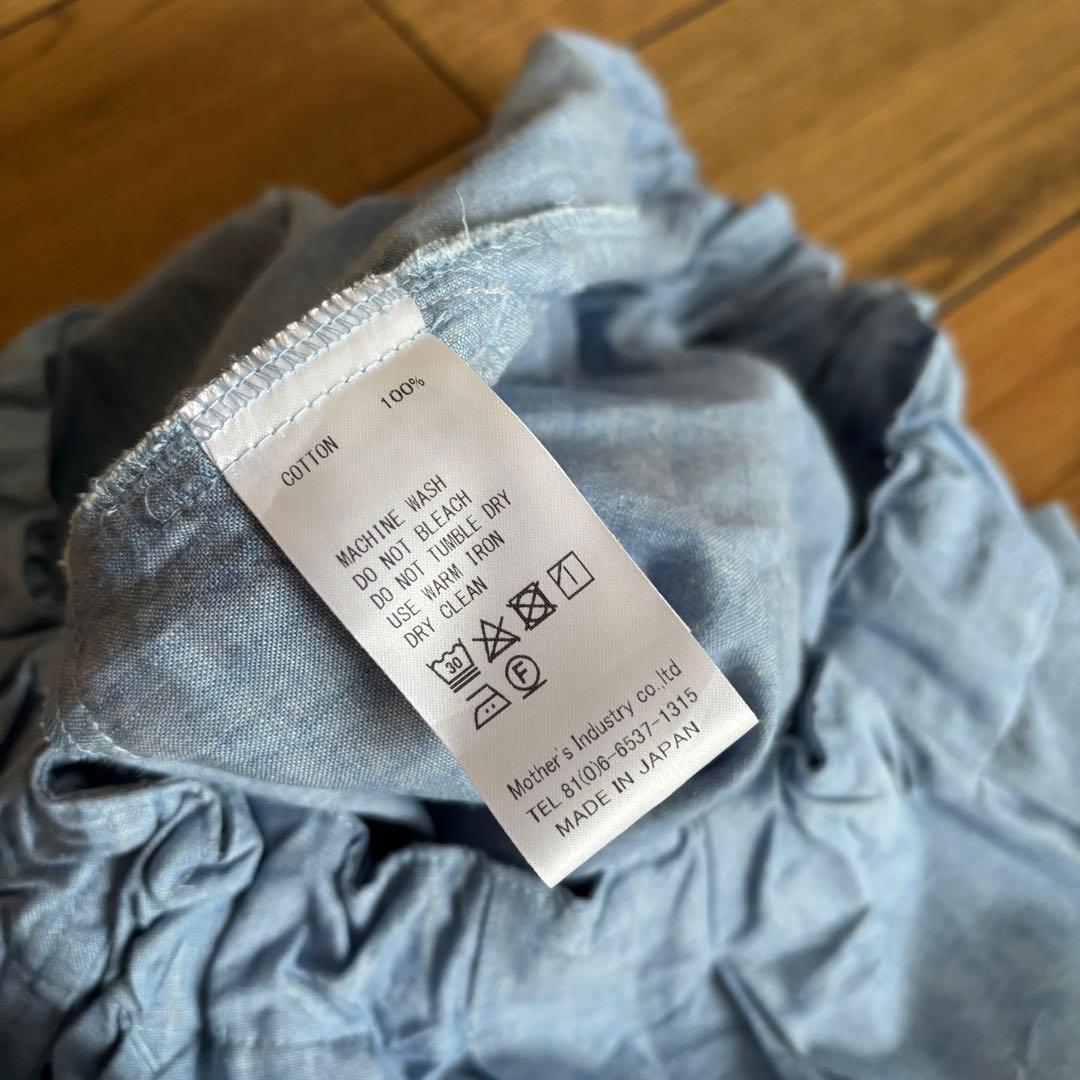 COTTON 100%
MACHINE WASH
DO NOT BLEACH
DO NOT TUMBLE DRY
USE WARM IRON
DRY CLEAN
30
F
Mother's Industry co.,ltd
TEL 81(0)6-6537-1315
MADE IN JAPAN